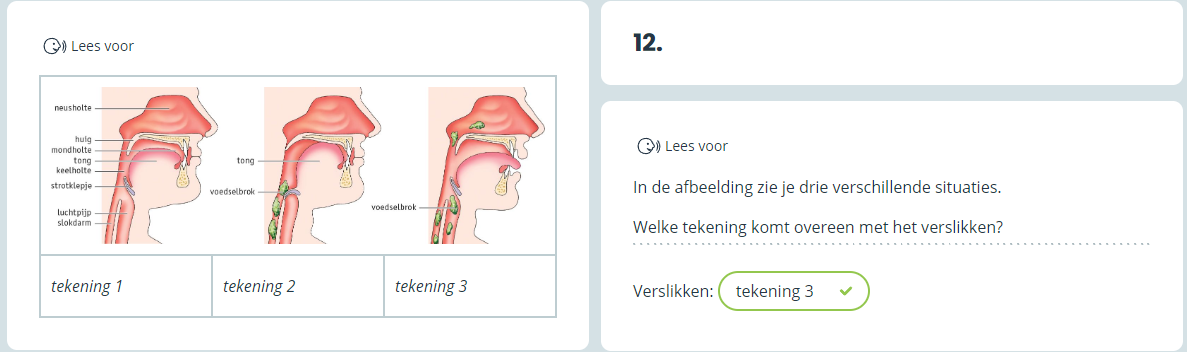 Lees voor
neusholte
huig
mondholte
tong
keelholte
strotklepje
luchtpijp
slokdarm
tong
voedselbrok
voedselbrok
tekening 1
tekening 2
tekening 3
12.
Lees voor
In de afbeelding zie je drie verschillende situaties.
Welke tekening komt overeen met het verslikken?
Verslikken: tekening 3